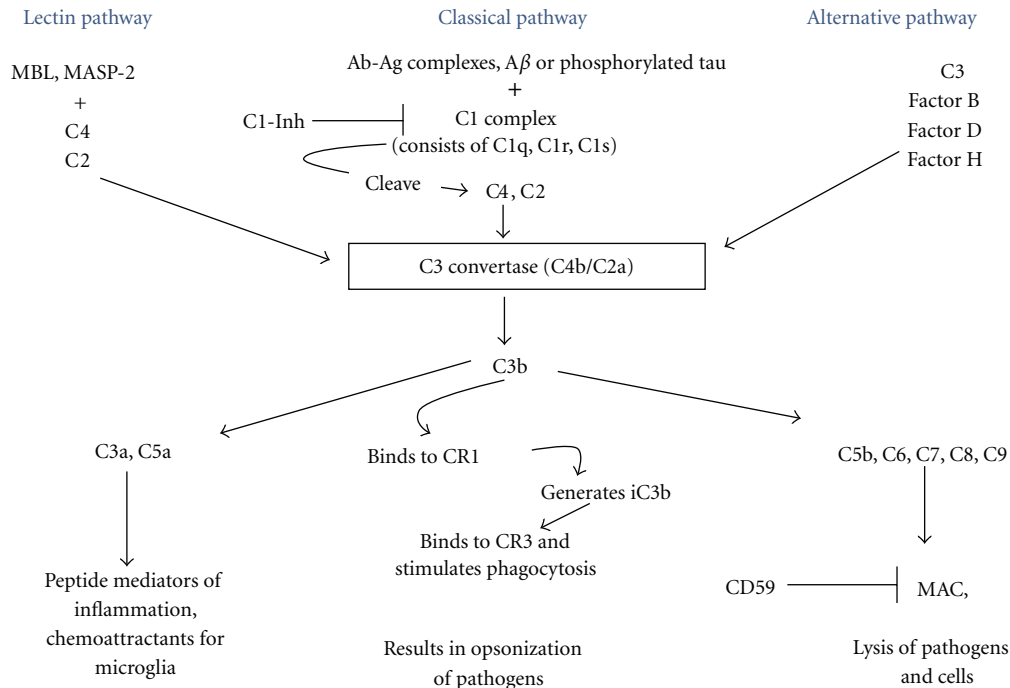 Lectin pathway
Classical pathway
Alternative pathway
MBL, MASP-2
+
C4
C2
Ab-Ag complexes, Aβ or phosphorylated tau
+
C1-Inh
C1 complex
(consists of C1q, C1r, C1s)
Cleave
C4, C2
C3
Factor B
Factor D
Factor H
C3 convertase (C4b/C2a)
C3b
C3a, C5a
Binds to CR1
Generates iC3b
Binds to CR3 and
stimulates phagocytosis
C5b, C6, C7, C8, C9
Peptide mediators of
inflammation,
chemoattractants for
microglia
Results in opsonization
of pathogens
CD59
MAC,
Lysis of pathogens
and cells